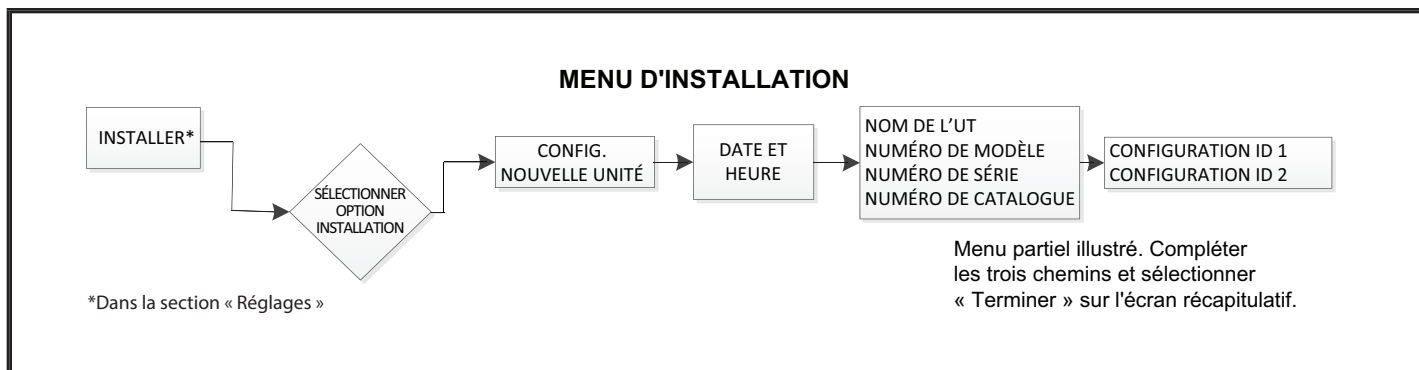 MENU D'INSTALLATION
INSTALLER*
SÉLECTIONNER
OPTION
INSTALLATION
CONFIG.
NOUVELLE UNITÉ
DATE ET
HEURE
NOM DE L’UT
NUMÉRO DE MODÈLE
NUMÉRO DE SÉRIE
NUMÉRO DE CATALOGUE
CONFIGURATION ID 1
CONFIGURATION ID 2
Menu partiel illustré. Compléter
les trois chemins et sélectionner
« Terminer » sur l'écran récapitulatif.
*Dans la section « Réglages »